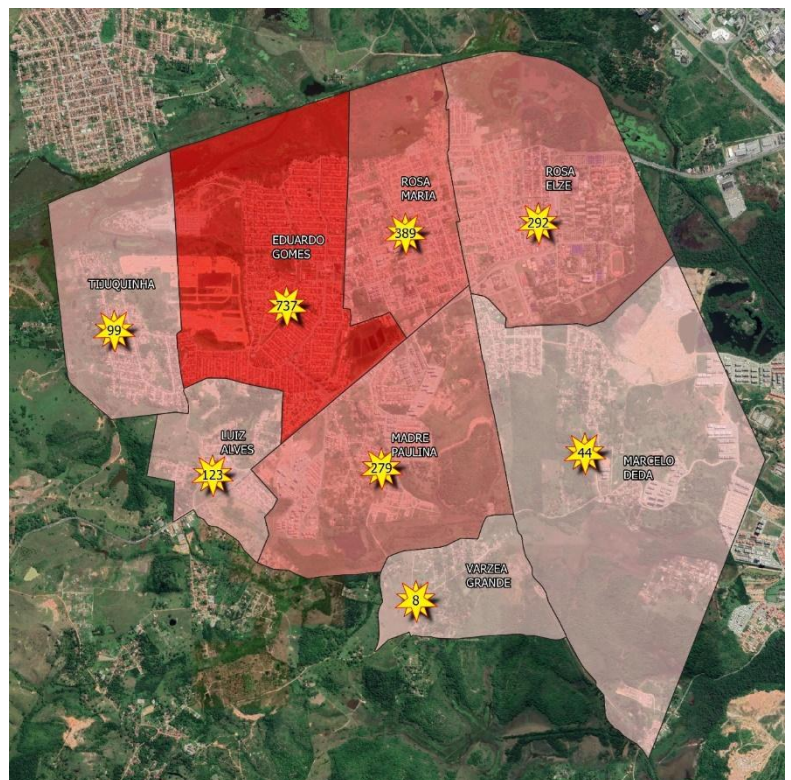 ROSA
MARIA
389
ROSA
ELZE
292
EDUARDO
GOMES
737
TIJUQUINHA
99
LUIZ
ALVES
123
MADRE
PAULINA
279
44
MARCELO
DEDA
VARZEA
GRANDE
8